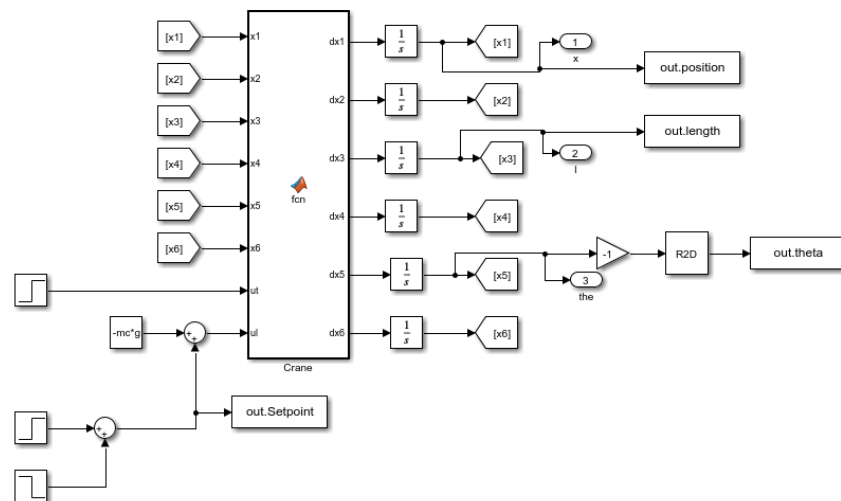 [x1] x1 dx1 1 s [x1] 1 x out.position
[x2] x2 dx2 1 s [x2]
out.length
[x3] x3 dx3 1 s [x3] 2 l
fcn
[x4] x4 dx4 1 s [x4]
[x5] x5
[x6] x6 dx5 1 s [x5] -1 R2D out.theta
3
the
ut
-mc*g + + ul dx6 1 s [x6]
Crane
out.Setpoint
+ +